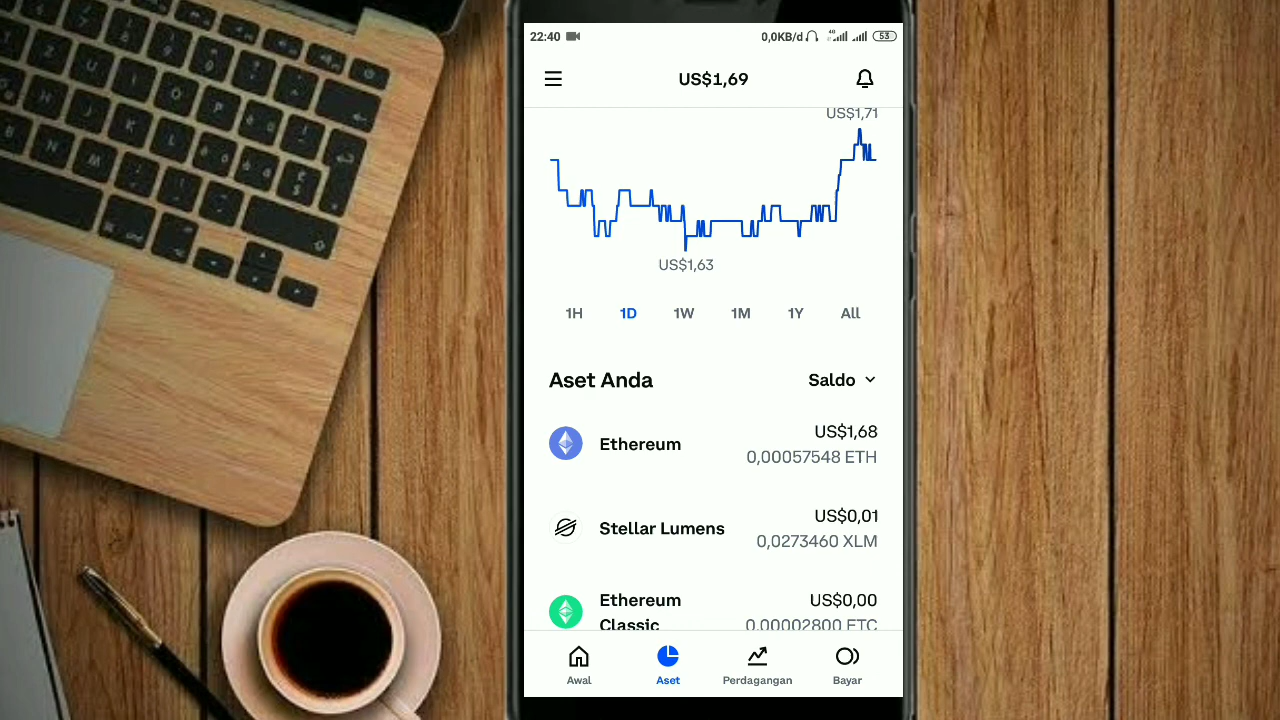 22:40
0,0KB/d 4G 53
US$1,69
US$1,71
US$1,63
1H 1D 1W 1M 1Y All
Aset Anda
Saldo
Ethereum
US$1,68
0,00057548 ETH
Stellar Lumens
US$0,01
0,0273460 XLM
Ethereum
Classic
US$0,00
0,00002800 ETC
Awal
Aset
Perdagangan
Bayar